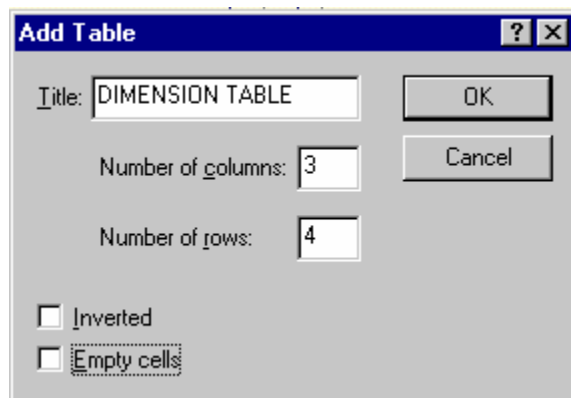 Add Table
Title: DIMENSION TABLE
OK
Number of columns: 3
Cancel
Number of rows: 4
Inverted
Empty cells